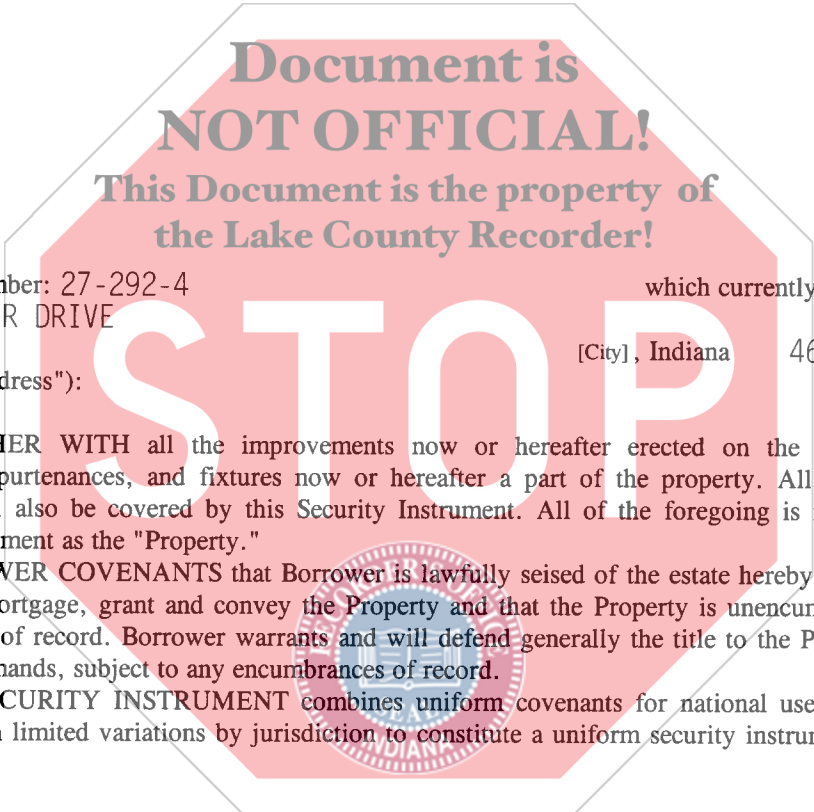 Document is
NOT OFFICIAL!
This Document is the property of
the Lake County Recorder!
ber: 27-292-4 which currently
R DRIVE
[City], Indiana 46
dress"):
STOP
ER WITH all the improvements now or hereafter erected on the
purtenances, and fixtures now or hereafter a part of the property. All
also be covered by this Security Instrument. All of the foregoing is
ment as the "Property."
VER COVENANTS that Borrower is lawfully seised of the estate hereby
ortgage, grant and convey the Property and that the Property is unencum
of record. Borrower warrants and will defend generally the title to the P
ands, subject to any encumbrances of record.
CURITY INSTRUMENT combines uniform covenants for national use
limited variations by jurisdiction to constitute a uniform security instru
SEAL
INDIANA